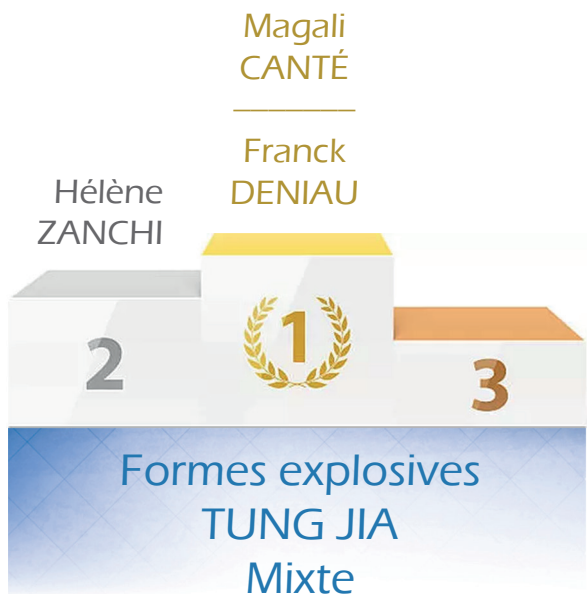 Magali
CANTÉ
Franck
DENIAU
Hélène
ZANCHI
1
2
3
Formes explosives
TUNG JIA
Mixte